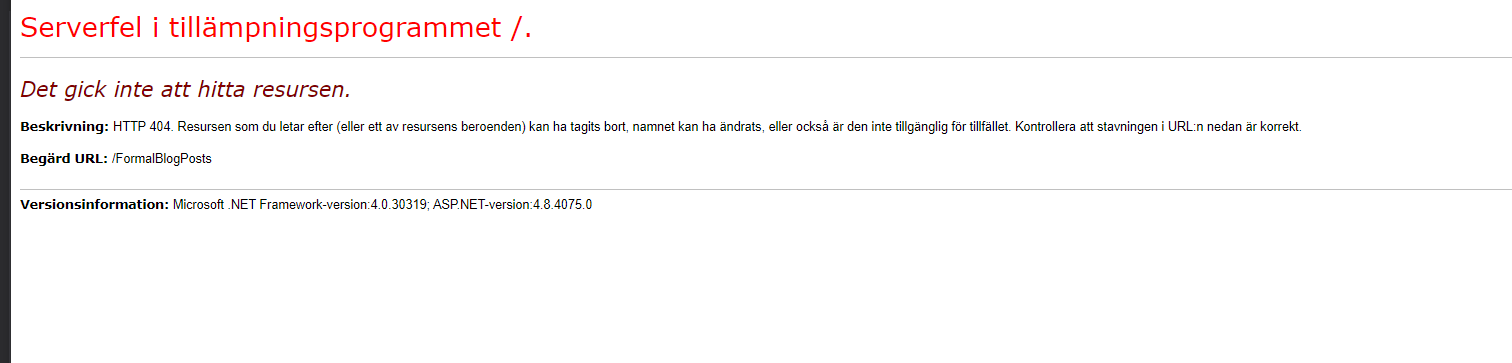 Serverfel i tillämpningsprogrammet /.
Det gick inte att hitta resursen.
Beskrivning: HTTP 404. Resursen som du letar efter (eller ett av resursens beroenden) kan ha tagits bort, namnet kan ha ändrats, eller också är den inte tillgänglig för tillfället. Kontrollera att stavningen i URL:n nedan är korrekt.
Begärd URL: /FormalBlogPosts
Versionsinformation: Microsoft .NET Framework-version:4.0.30319; ASP.NET-version:4.8.4075.0